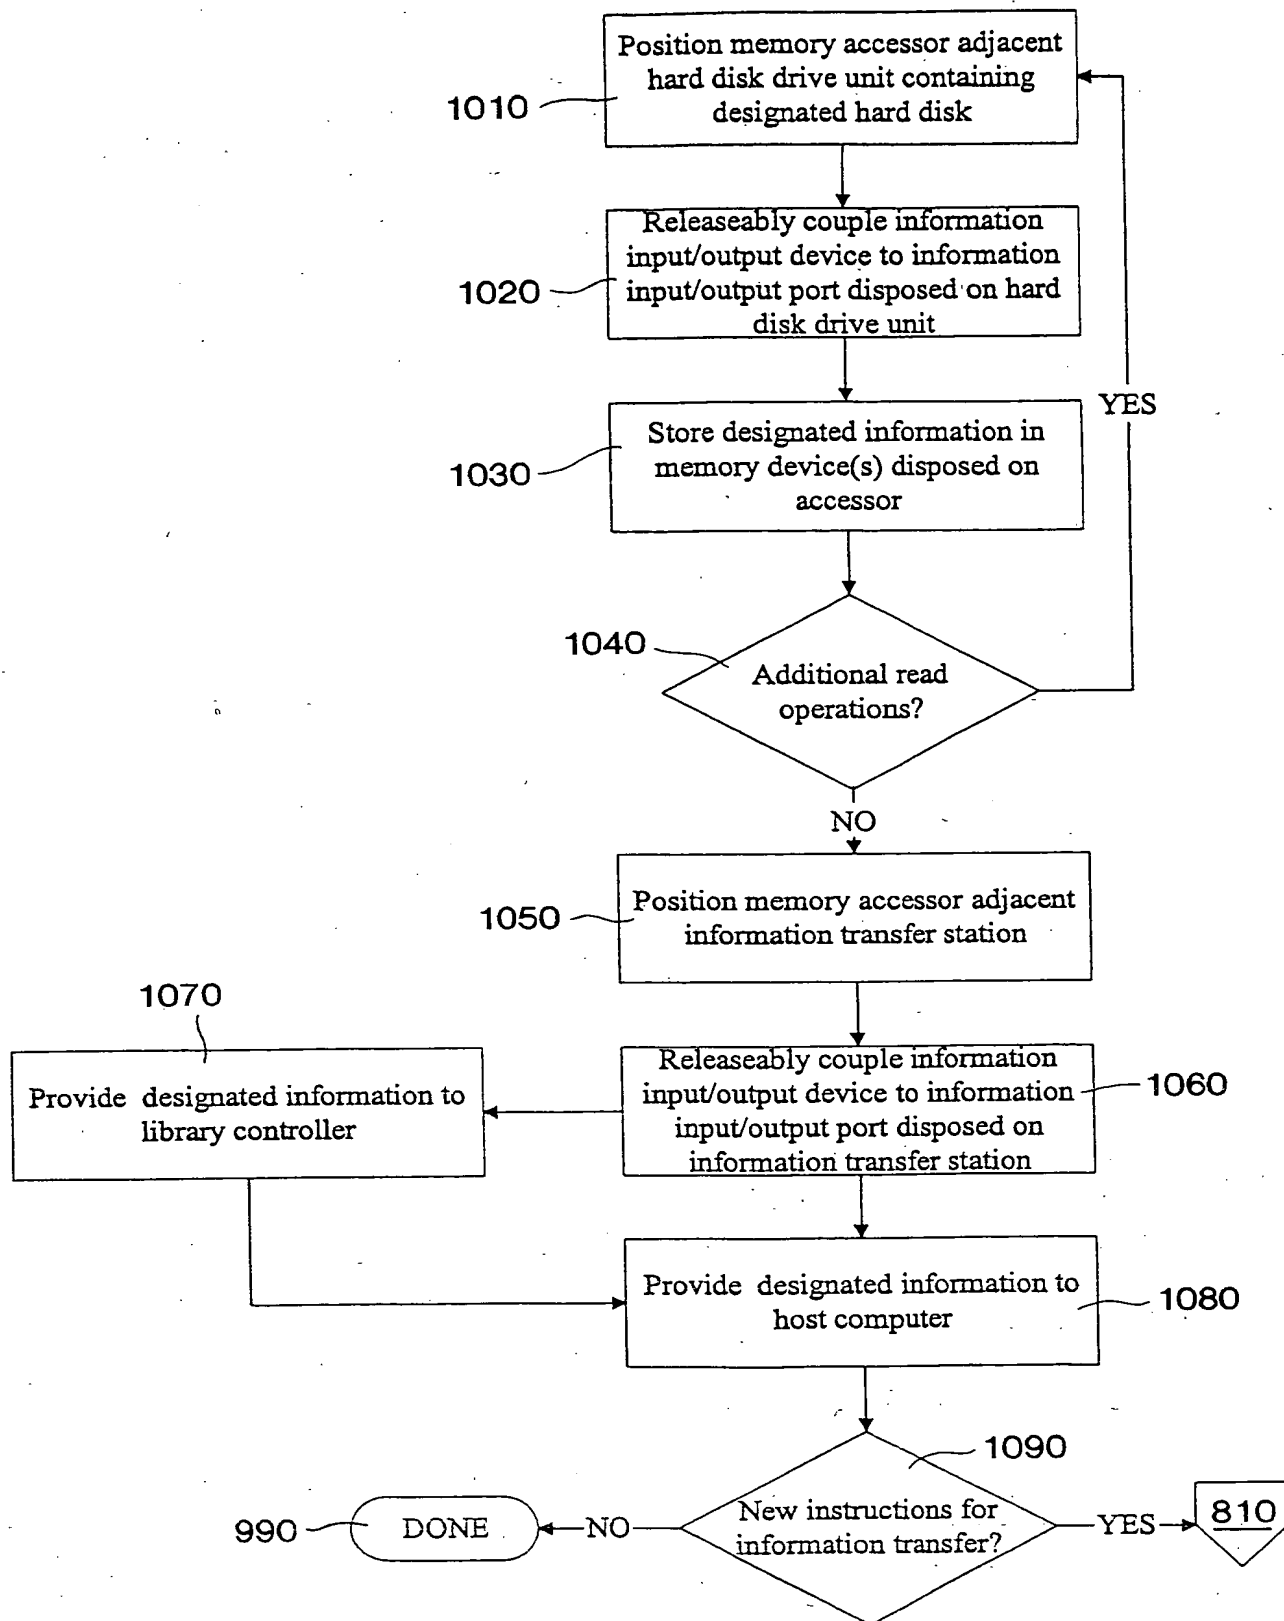 Position memory accessor adjacent
hard disk drive unit containing
designated hard disk
1010
Releaseably couple information
input/output device to information
input/output port disposed on hard
disk drive unit
1020
YES
Store designated information in
memory device(s) disposed on
accessor
1030
1040
Additional read
operations?
NO
Position memory accessor adjacent
information transfer station
1050
1070
Releaseably couple information
input/output device to information
input/output port disposed on
information transfer station
1060
Provide designated information to
library controller
Provide designated information to
host computer
1080
1090
New instructions for
information transfer?
990
DONE
NO
YES
810